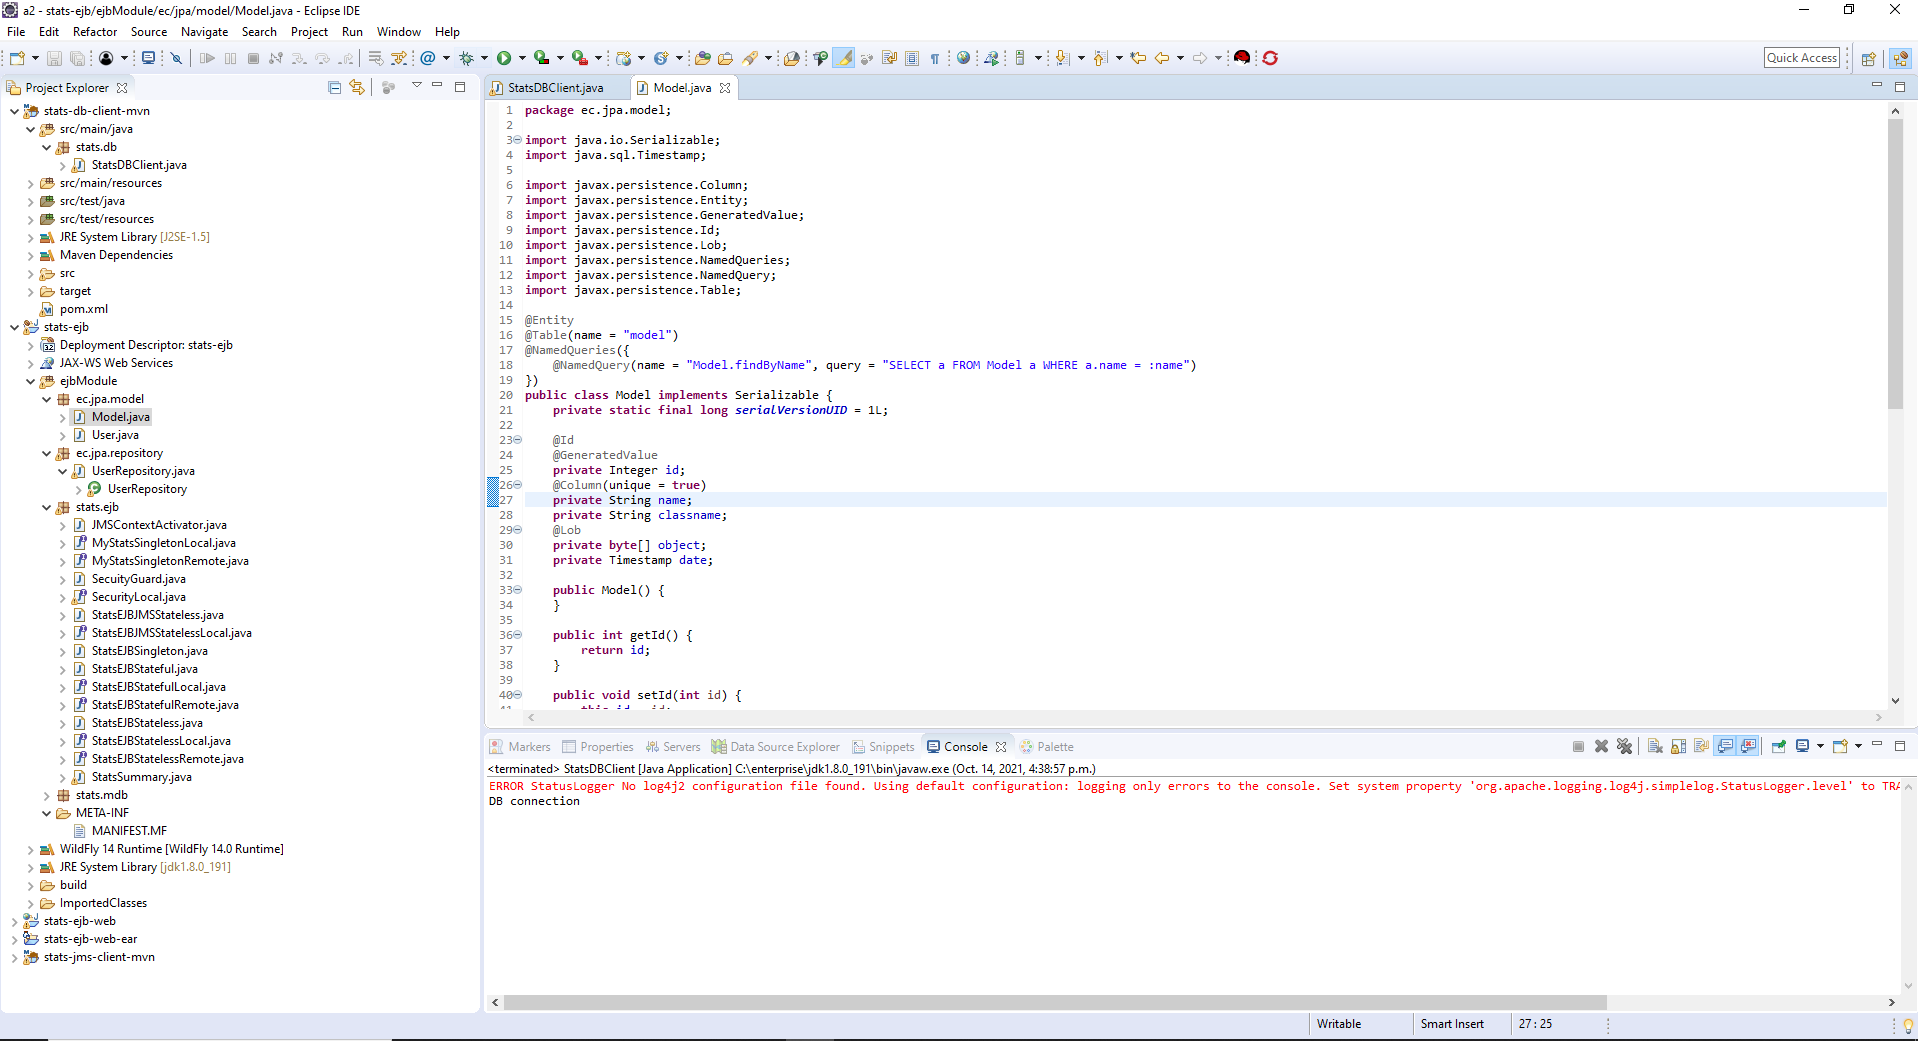 a2 - stats-ejb/ejbModule/ec/jpa/model/Model.java - Eclipse IDE
File Edit Refactor Source Navigate Search Project Run Window Help
Quick Access
Project Explorer
stats-db-client-mvn
src/main/java
stats.db
StatsDBClient.java
src/main/resources
src/test/java
src/test/resources
JRE System Library [J2SE-1.5]
Maven Dependencies
src
target
pom.xml
stats-ejb
Deployment Descriptor: stats-ejb
JAX-WS Web Services
ejbModule
ec.jpa.model
Model.java
User.java
ec.jpa.repository
UserRepository.java
UserRepository
stats.ejb
JMSContextActivator.java
MyStatsSingletonLocal.java
MyStatsSingletonRemote.java
SecuityGuard.java
SecurityLocal.java
StatsEJBJMSStateless.java
StatsEJBJMSStatelessLocal.java
StatsEJBSingleton.java
StatsEJBStateful.java
StatsEJBStatefulLocal.java
StatsEJBStatefulRemote.java
StatsEJBStateless.java
StatsEJBStatelessLocal.java
StatsEJBStatelessRemote.java
StatsSummary.java
stats.mdb
META-INF
MANIFEST.MF
WildFly 14 Runtime [WildFly 14.0 Runtime]
JRE System Library [jdk1.8.0_191]
build
ImportedClasses
stats-ejb-web
stats-ejb-web-ear
stats-jms-client-mvn
StatsDBClient.java Model.java
1 package ec.jpa.model;
2
3 import java.io.Serializable;
4 import java.sql.Timestamp;
5
6 import javax.persistence.Column;
7 import javax.persistence.Entity;
8 import javax.persistence.GeneratedValue;
9 import javax.persistence.Id;
10 import javax.persistence.Lob;
11 import javax.persistence.NamedQueries;
12 import javax.persistence.NamedQuery;
13 import javax.persistence.Table;
14
15 @Entity
16 @Table(name = "model")
17 @NamedQueries({
18 @NamedQuery(name = "Model.findByName", query = "SELECT a FROM Model a WHERE a.name = :name")
19 })
20 public class Model implements Serializable {
21 private static final long serialVersionUID = 1L;
22
23 @Id
24 @GeneratedValue
25 private Integer id;
26 @Column(unique = true)
27 private String name;
28 private String classname;
29 @Lob
30 private byte[] object;
31 private Timestamp date;
32
33 public Model() {
34 }
35
36 public int getId() {
37 return id;
38 }
39
40 public void setId(int id) {
Markers Properties Servers Data Source Explorer Snippets Console Palette
<terminated> StatsDBClient [Java Application] C:\enterprise\jdk1.8.0_191\bin\javaw.exe (Oct. 14, 2021, 4:38:57 p.m.)
ERROR StatusLogger No log4j2 configuration file found. Using default configuration: logging only errors to the console. Set system property 'org.apache.logging.log4j.simplelog.StatusLogger.level' to TRA
DB connection
Writable Smart Insert 27 : 25